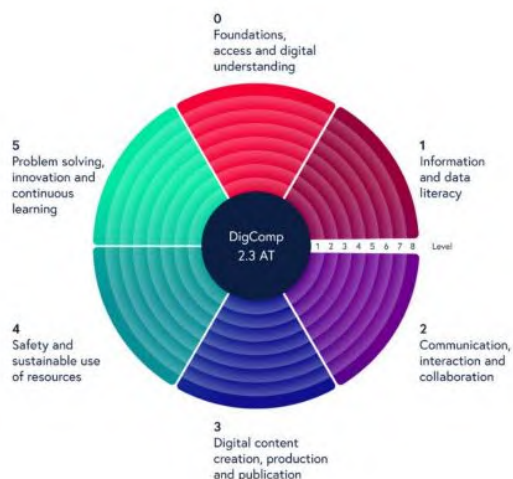 0
Foundations,
access and digital
understanding
1
Information
and data
literacy
5
Problem solving,
innovation and
continuous
learning
DigComp
2.3 AT
1 2 3 4 5 6 7 8 Level
4
Safety and
sustainable use
of resources
2
Communication,
interaction and
collaboration
3
Digital content
creation, production
and publication